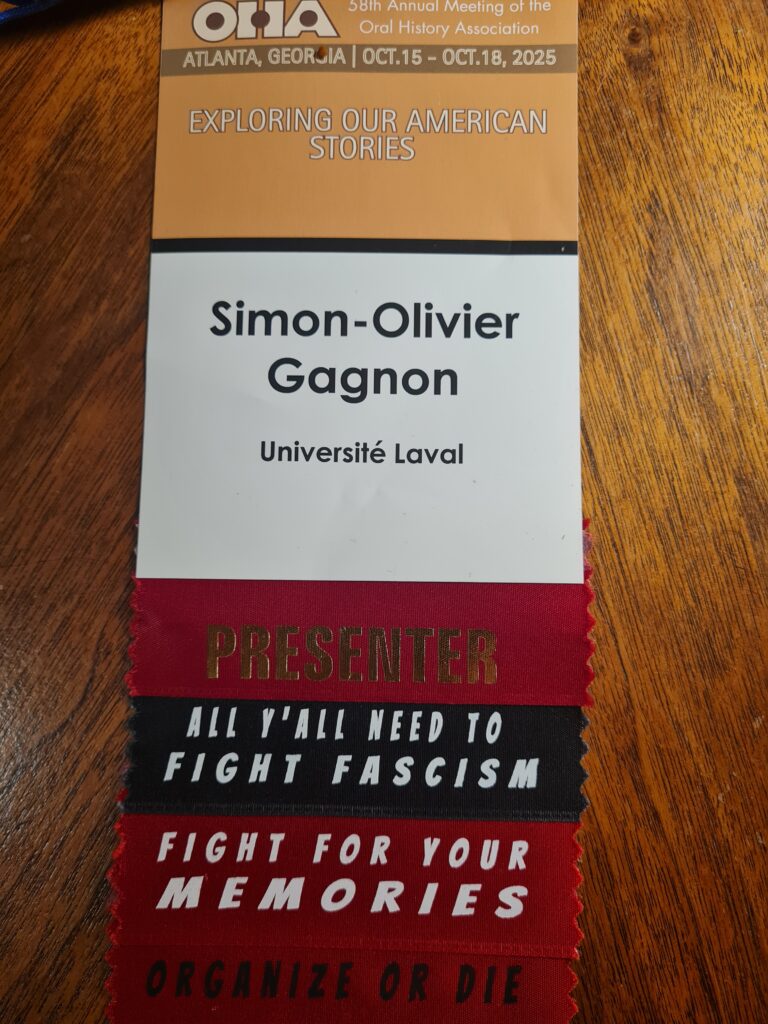 OHA
58th Annual Meeting of the
Oral History Association
ATLANTA, GEORGIA | OCT.15 - OCT.18, 2025
EXPLORING OUR AMERICAN
STORIES
Simon-Olivier
Gagnon
Université Laval
PRESENTER
ALL Y'ALL NEED TO
FIGHT FASCISM
FIGHT FOR YOUR
MEMORIES
ORGANIZE OR DIE